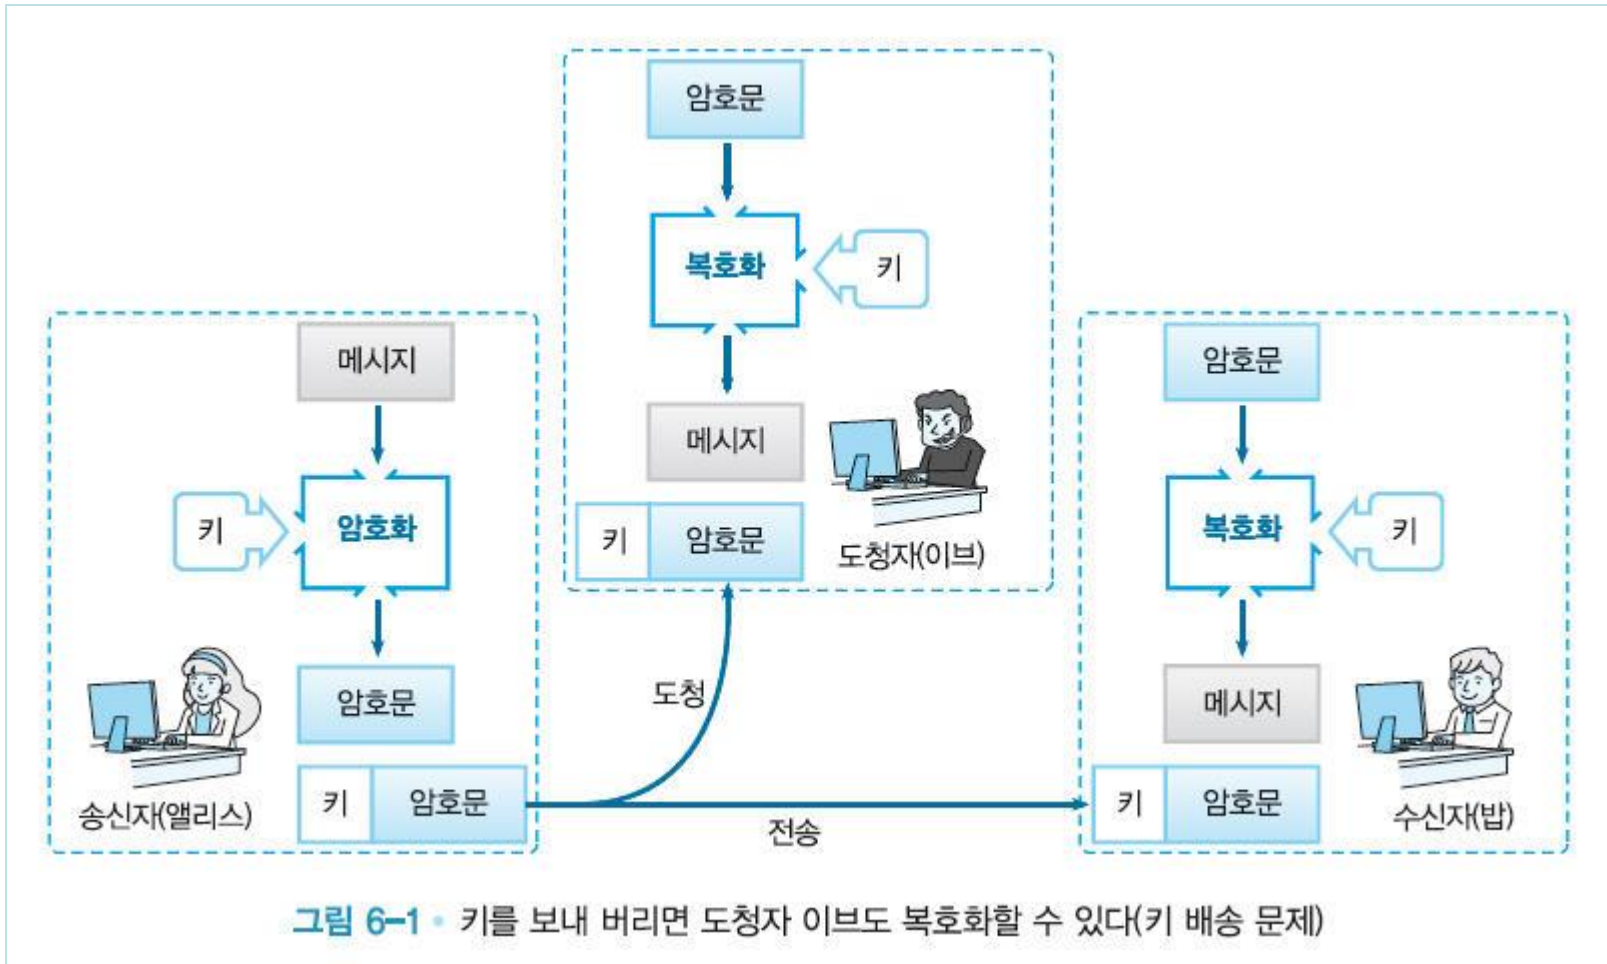 암호문
복호화
키
메시지
키 암호문
도청자(이브)
메시지
키
암호화
암호문
키 암호문
송신자(앨리스)
도청
전송
암호문
복호화
키
메시지
키 암호문
수신자(밥)
그림 6-1 • 키를 보내 버리면 도청자 이브도 복호화할 수 있다(키 배송 문제)